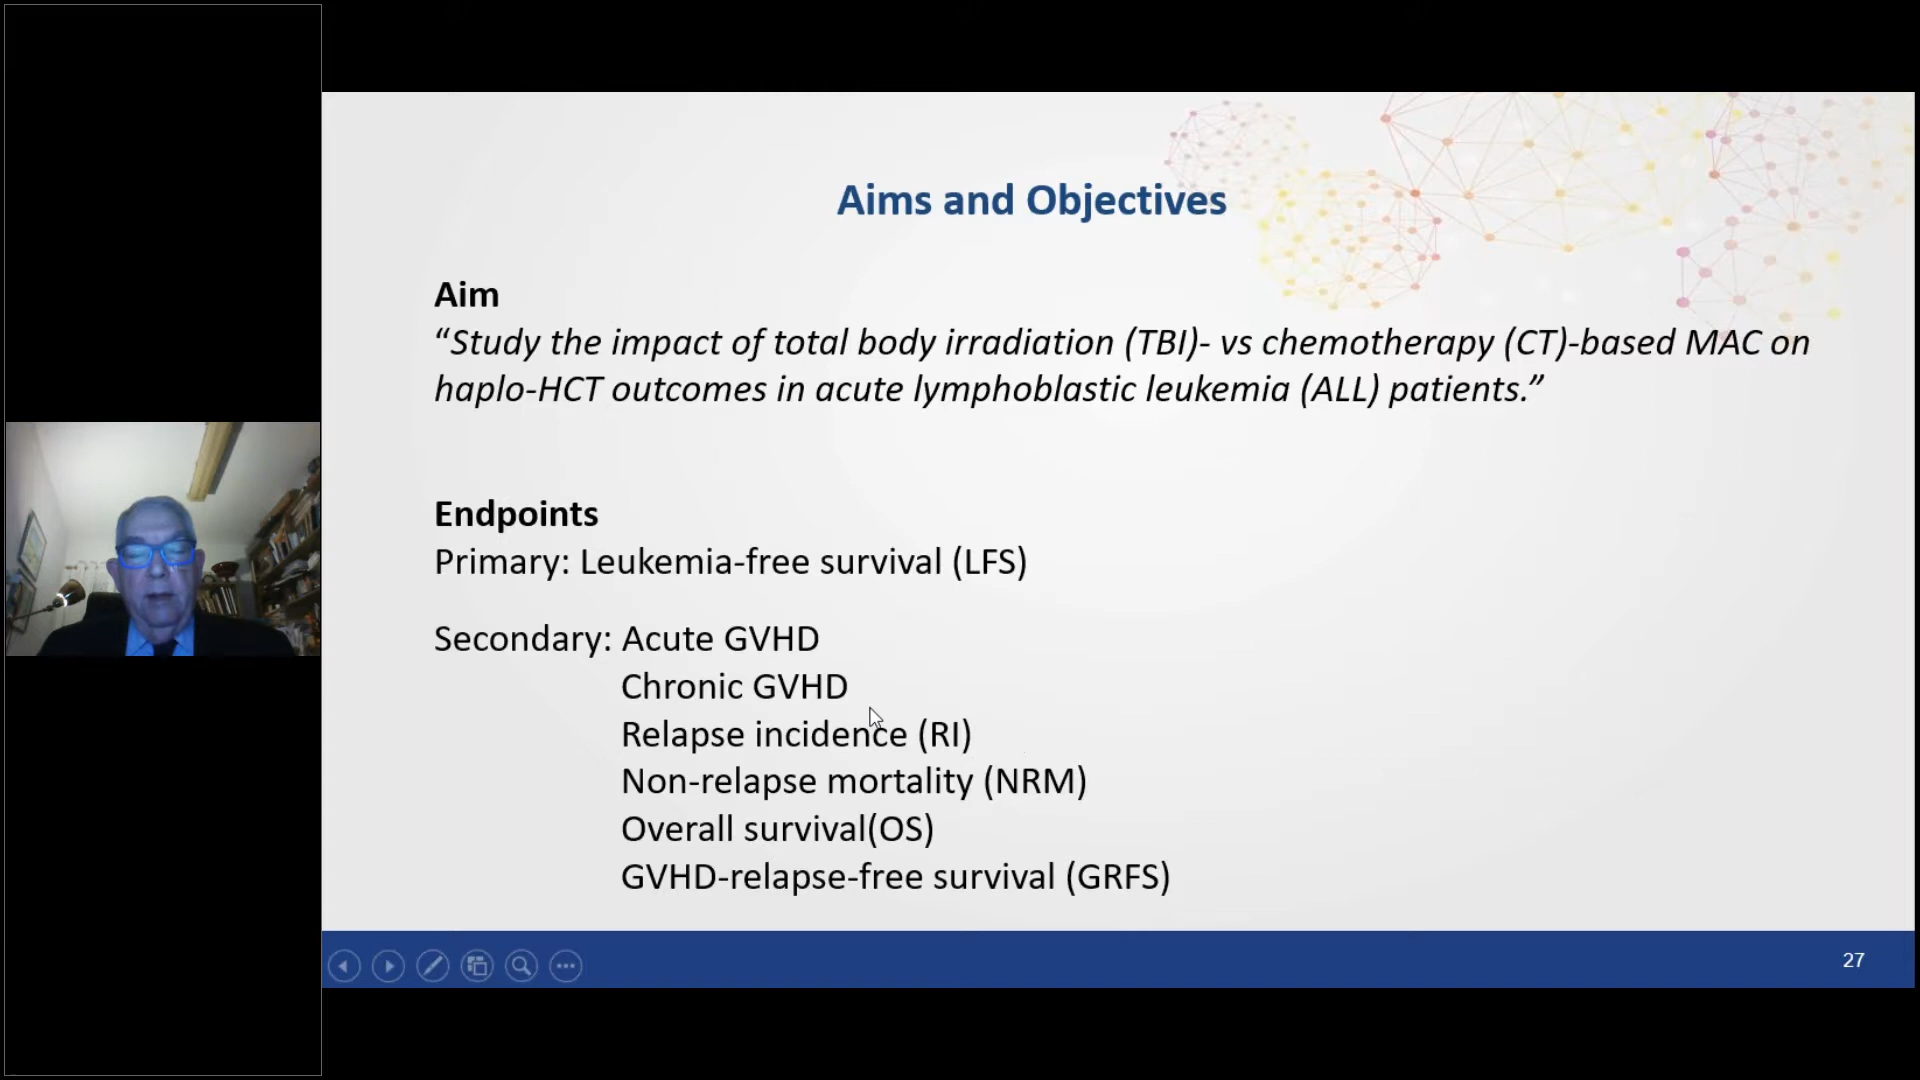 Aims and Objectives
Aim
“Study the impact of total body irradiation (TBI)- vs chemotherapy (CT)-based MAC on
haplo-HCT outcomes in acute lymphoblastic leukemia (ALL) patients.”
Endpoints
Primary: Leukemia-free survival (LFS)
Secondary: Acute GVHD
Chronic GVHD
Relapse incidence (RI)
Non-relapse mortality (NRM)
Overall survival(OS)
GVHD-relapse-free survival (GRFS)
27